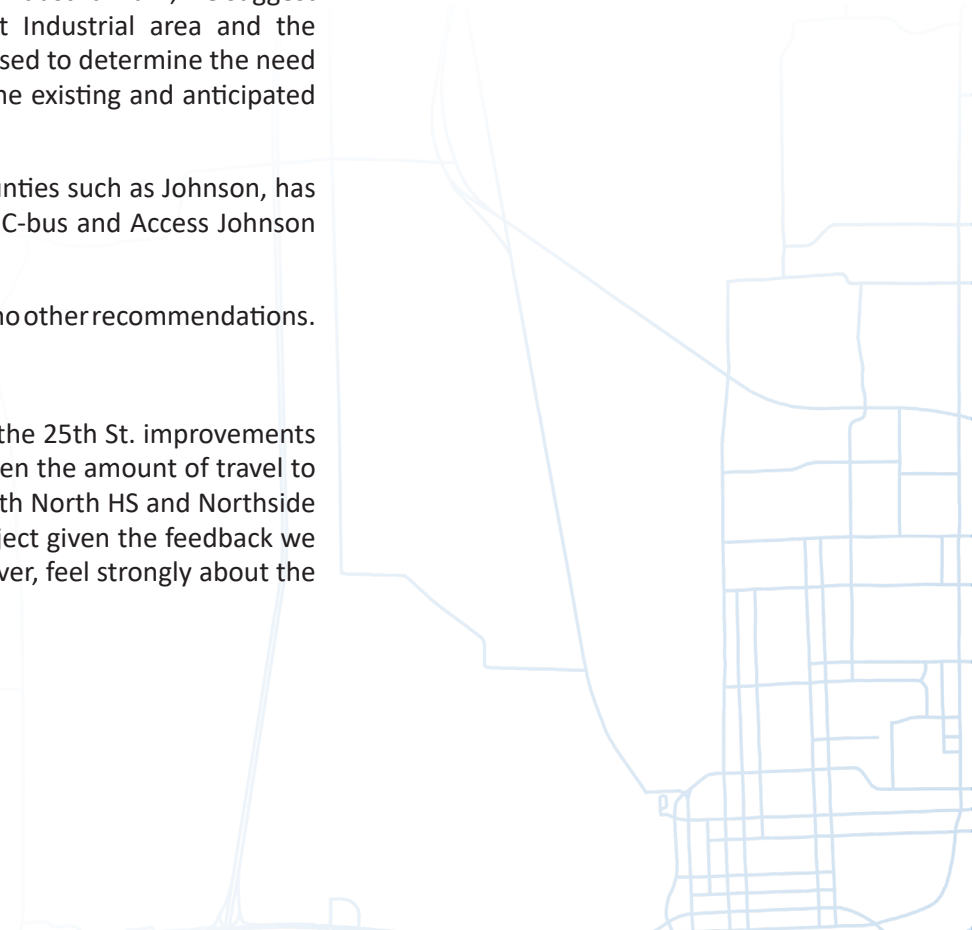 suggest
t Industrial area and the
sed to determine the need
ne existing and anticipated
unties such as Johnson, has
C-bus and Access Johnson
no other recommendations.
the 25th St. improvements
en the amount of travel to
th North HS and Northside
ject given the feedback we
ver, feel strongly about the